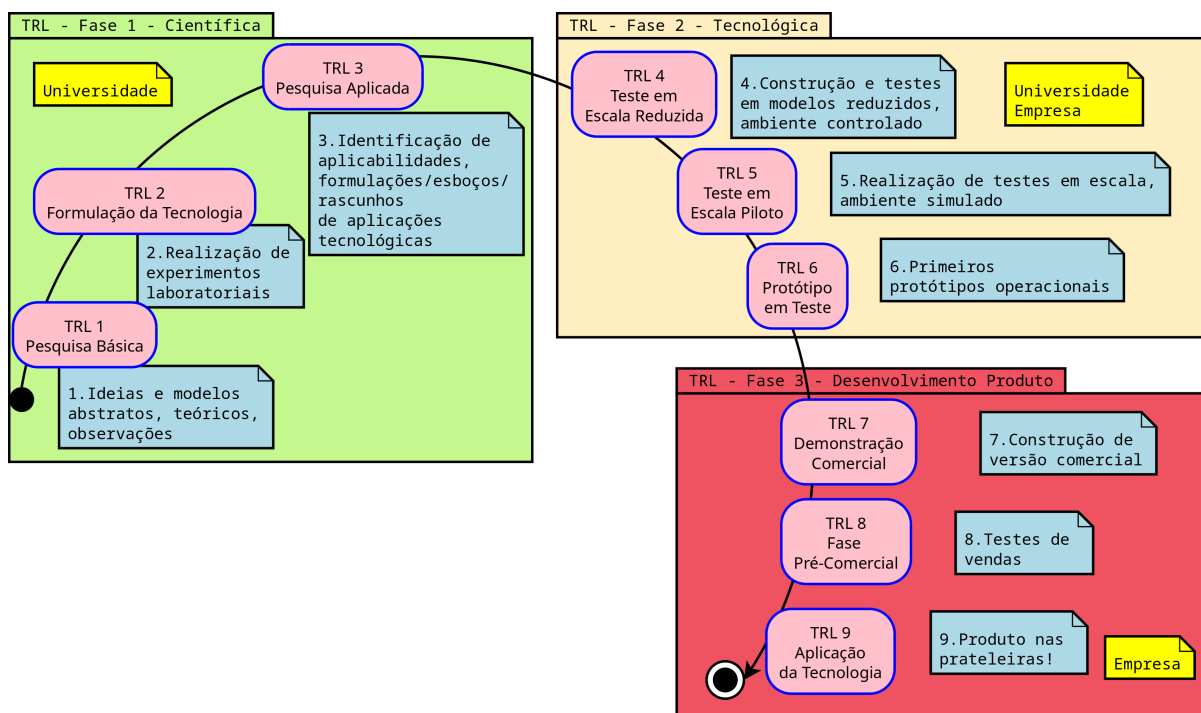 TRL - Fase 1 - Científica
Universidade
TRL 3
Pesquisa Aplicada
3.Identificação de
aplicabilidades,
formulações/esboços/
rascunhos
de aplicações
tecnológicas
TRL 2
Formulação da Tecnologia
2.Realização de
experimentos
laboratoriais
TRL 1
Pesquisa Básica
1.Ideias e modelos
abstratos, teóricos,
observações
TRL - Fase 2 - Tecnológica
TRL 4
Teste em
Escala Reduzida
4.Construção e testes
em modelos reduzidos,
ambiente controlado
Universidade
Empresa
TRL 5
Teste em
Escala Piloto
5.Realização de testes em escala,
ambiente simulado
TRL 6
Protótipo
em Teste
6.Primeiros
protótipos operacionais
TRL - Fase 3 - Desenvolvimento Produto
TRL 7
Demonstração
Comercial
7.Construção de
versão comercial
TRL 8
Fase
Pré-Comercial
8.Testes de
vendas
TRL 9
Aplicação
da Tecnologia
9.Produto nas
prateleiras!
Empresa